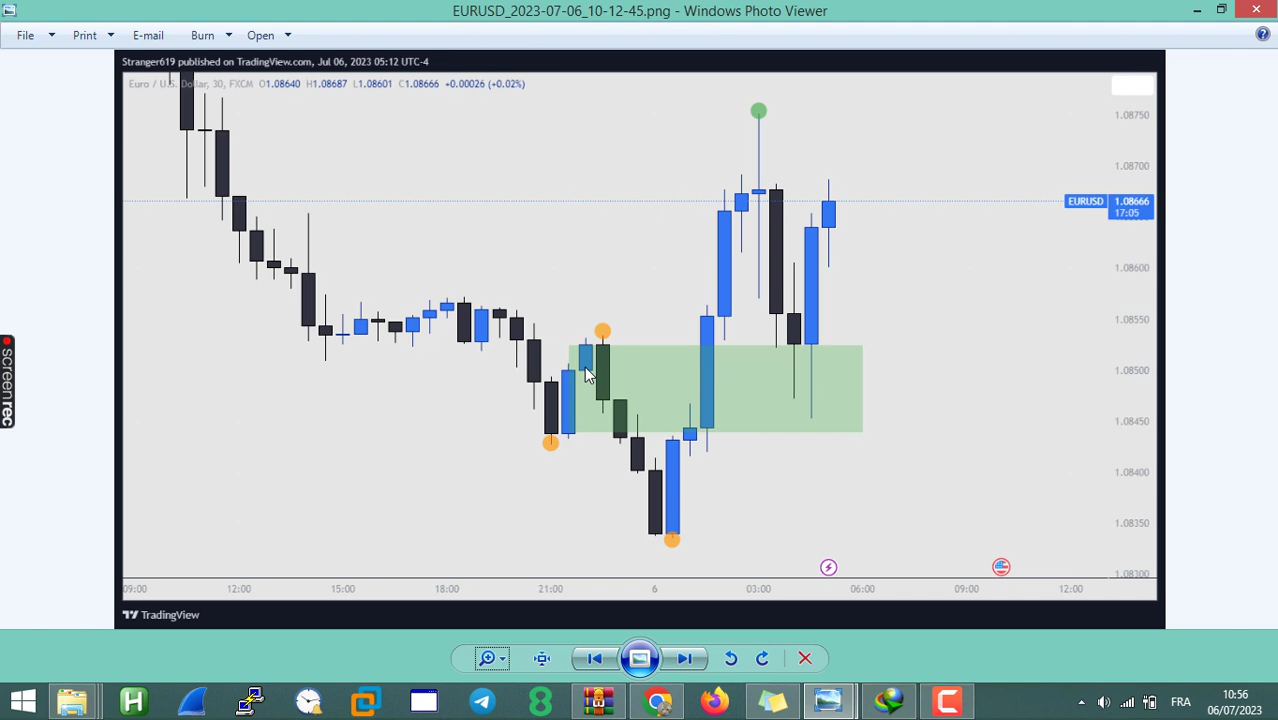 EURUSD_2023-07-06_10-12-45.png - Windows Photo Viewer
File Print E-mail Burn Open
Stranger619 published on TradingView.com, Jul 06, 2023 05:12 UTC-4
Euro / U.S. Dollar, 30, FXCM O1.08640 H1.08687 L1.08601 C1.08666 +0.00026 (+0.02%)
1.08750
1.08700
EURUSD 1.08666
17:05
1.08600
1.08550
1.08500
1.08450
1.08400
1.08350
1.08300
screenrec
09:00 12:00 15:00 18:00 21:00 6 03:00 06:00 09:00 12:00
TradingView
FR
10:56
06/07/2023